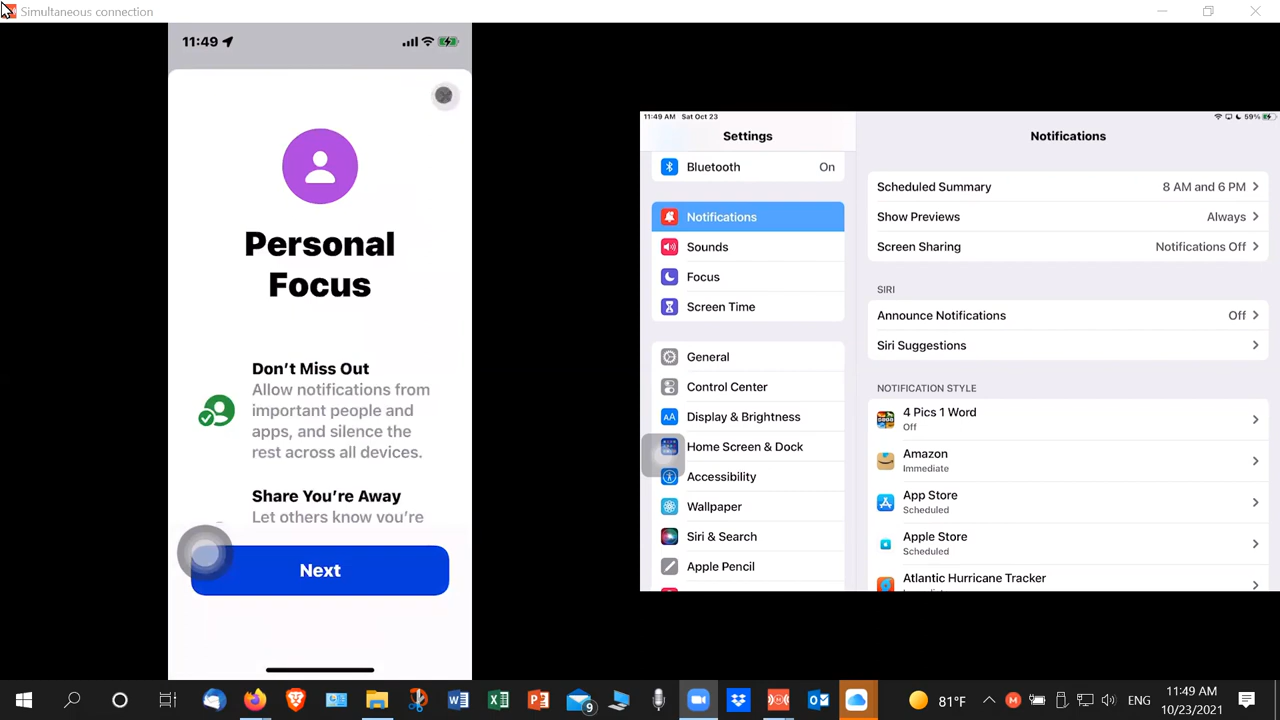 Simultaneous connection
11:49
Personal
Focus
Don't Miss Out
Allow notifications from
important people and
apps, and silence the
rest across all devices.
Share You're Away
Let others know you're
Next
11:49 AM Sat Oct 23
59%
Settings
Bluetooth On
Notifications
Sounds
Focus
Screen Time
General
Control Center
AA Display & Brightness
Home Screen & Dock
Accessibility
Wallpaper
Siri & Search
Apple Pencil
Notifications
Scheduled Summary 8 AM and 6 PM
Show Previews Always
Screen Sharing Notifications Off
SIRI
Announce Notifications Off
Siri Suggestions
NOTIFICATION STYLE
4 Pics 1 Word
Off
Amazon
Immediate
App Store
Scheduled
Apple Store
Scheduled
Atlantic Hurricane Tracker
9
81°F
ENG
11:49 AM
10/23/2021